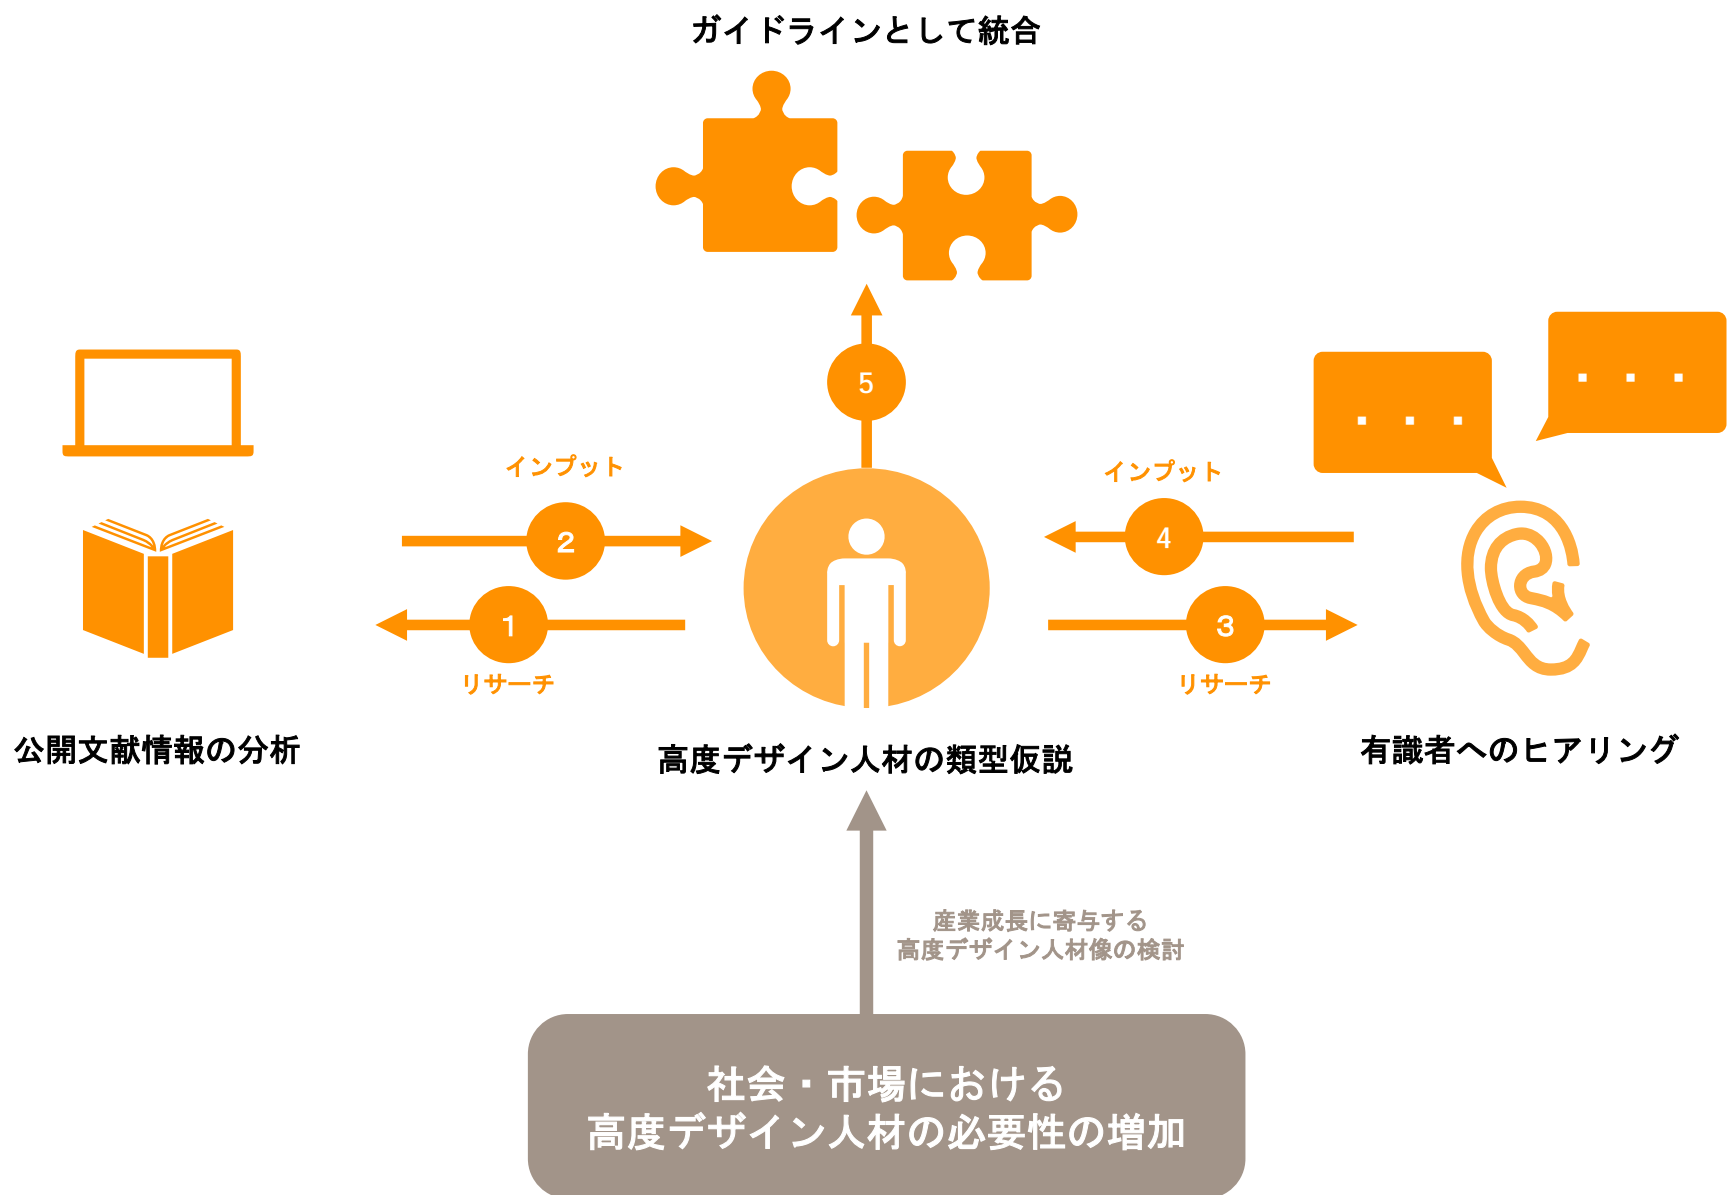 ガイドラインとして統合
5
インプット
2
1
リサーチ
インプット
4
3
リサーチ
公開文献情報の分析
高度デザイン人材の類型仮説
有識者へのヒアリング
産業成長に寄与する
高度デザイン人材像の検討
社会・市場における
高度デザイン人材の必要性の増加